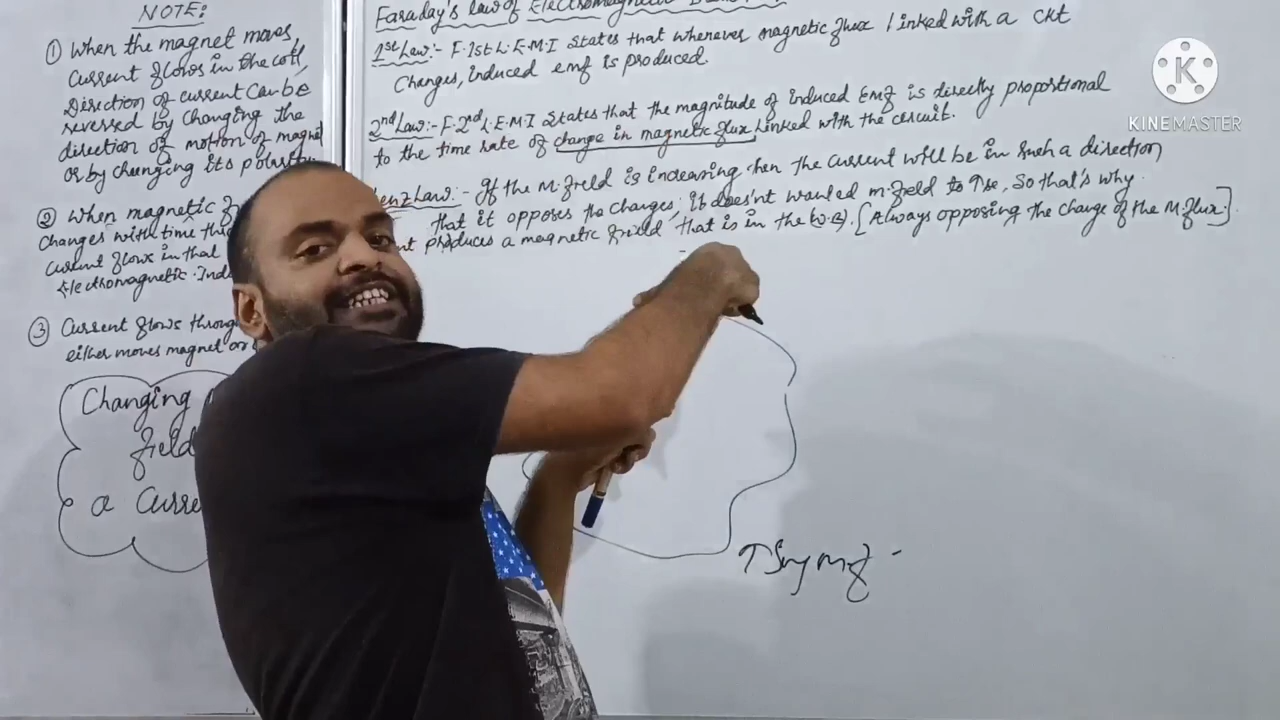 NOTE:
① When the magnet moves,
current flows in the coil,
Direction of current can be
reversed by changing the
direction of motion of magnet
or by changing its polarity
② When magnetic
changes with time
current flows in that
Electromagnetic
③ Current flows through
either moves magnet or
Changing
field
a
Faraday's law of Electromagnetic
1st Law:- F.1st.L.E.M.I States that whenever magnetic flux linked with a ckt
Changes, induced emf is produced.
2nd Law:- F.2nd.L.E.M.I States that the magnitude of induced Emf is directly proportional
to the time rate of change in magnetic flux linked with the circuit.
Law:- If the M.field is increasing then the current will be in such a direction
that it opposes the changes, it does'nt wanted m.field to ↑se, So that's why
produces a magnetic field that is in the [Always opposing the change of the M.flux.]
↑Sing m.f -
K
KINEMASTER